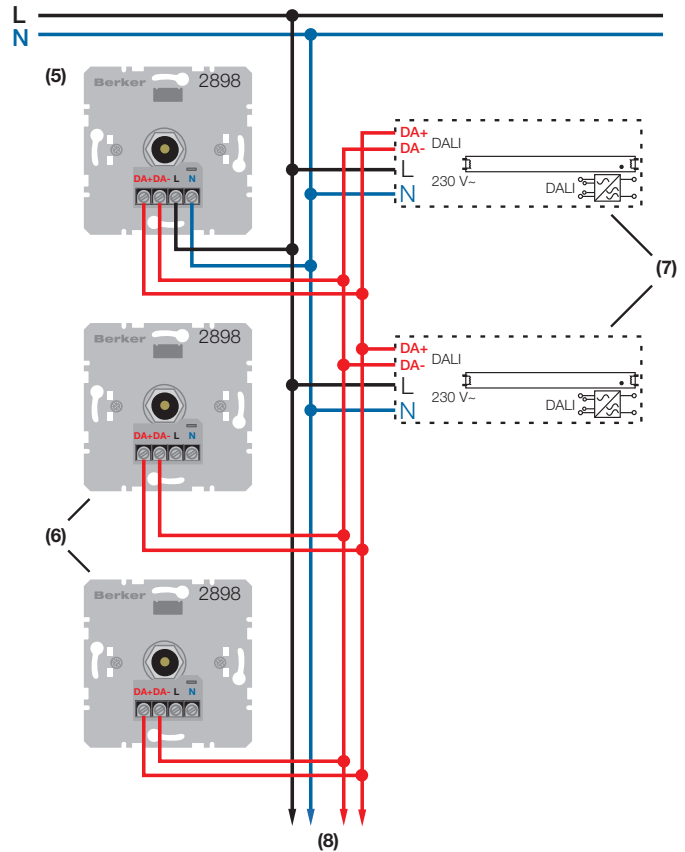 L
N
(5)
Berker 2898
DA+ DA- L N
DA+
DA- DALI
L
230 V~
N
DALI
(7)
Berker 2898
DA+ DA- L N
DA+
DA- DALI
L
230 V~
N
DALI
(6)
Berker 2898
DA+ DA- L N
(8)